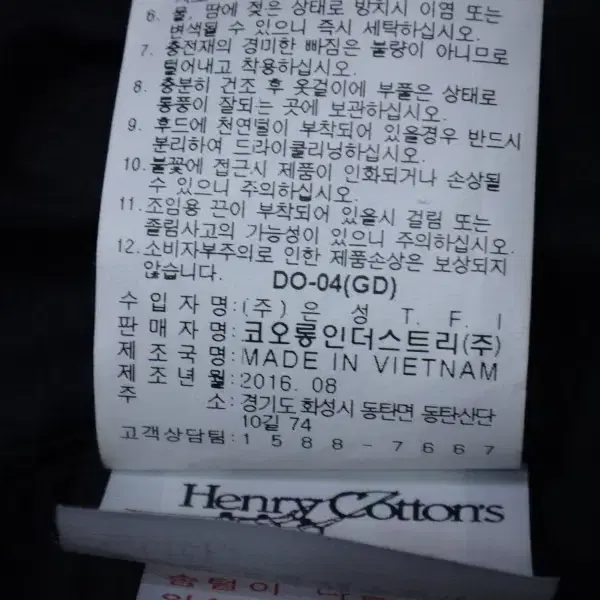 6. 물, 땀에 젖은 상태로 방치시 이염 또는
변색될 수 있으니 즉시 세탁하십시오.
7. 충전재의 경미한 빠짐은 불량이 아니므로
털어내고 착용하십시오.
8. 충분히 건조 후 옷걸이에 부풀은 상태로
통풍이 잘되는 곳에 보관하십시오.
9. 후드에 천연털이 부착되어 있을경우 반드시
분리하여 드라이클리닝하십시오.
10. 불꽃에 접근시 제품이 인화되거나 손상될
수 있으니 주의하십시오.
11. 조임용 끈이 부착되어 있을시 걸림 또는
졸림사고의 가능성이 있으니 주의하십시오.
12. 소비자부주의로 인한 제품손상은 보상되지
않습니다.
DO-04(GD)
수 입 자 명 : (주) 은 성 T. F. I
판 매 자 명 : 코오롱인더스트리(주)
제 조 국 명 : MADE IN VIETNAM
제 조 년 월 : 2016. 08
주 소 : 경기도 화성시 동탄면 동탄산단
10길 74
고객상담팀 : 1588-7667
Henry Cotton's